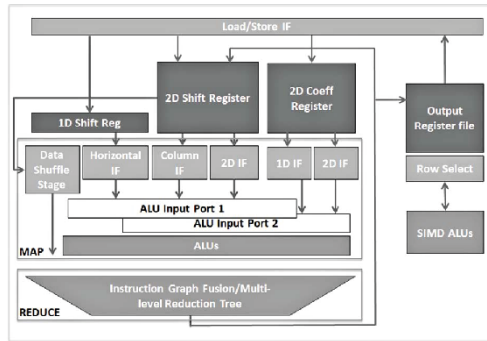 Load/Store IF
2D Shift
Register
2D Coeff
Register
1D Shift Reg
Output
Register file
Data
Shuffle
Stage
Horizontal
IF
Column
IF
2D IF
1D IF
2D IF
Row Select
ALU Input Port 1
ALU Input Port 2
SIMD ALUs
ALUs
MAP
Instruction Graph Fusion/Multi-
level Reduction Tree
REDUCE